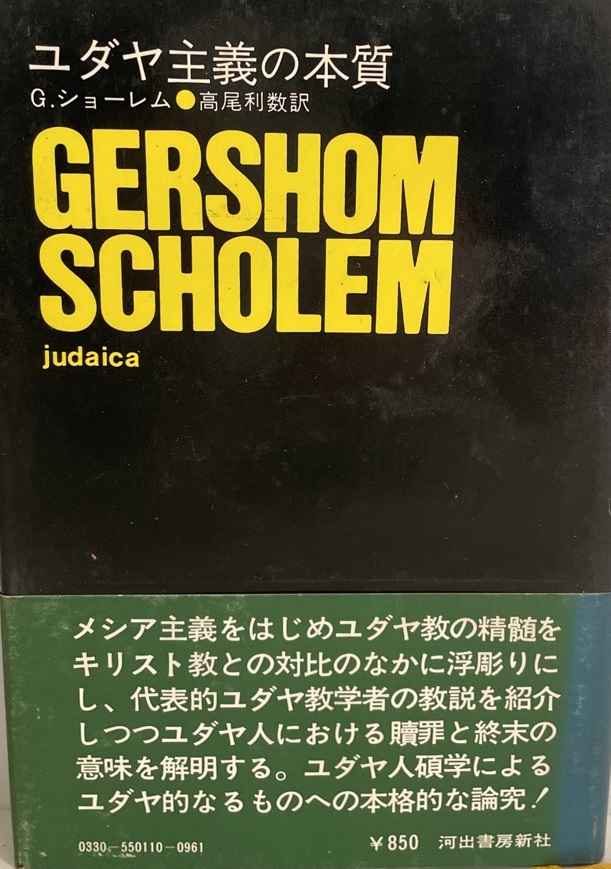 ユダヤ主義の本質
G.ショーレム●高尾利数訳
GERSHOM
SCHOLEM
judaica
メシア主義をはじめユダヤ教の精髄を
キリスト教との対比のなかに浮彫りに
し、代表的ユダヤ教学者の教説を紹介
しつつユダヤ人における贖罪と終末の
意味を解明する。ユダヤ人碩学による
ユダヤ的なるものへの本格的な論究！
0330-550110-0961 ￥850 河出書房新社